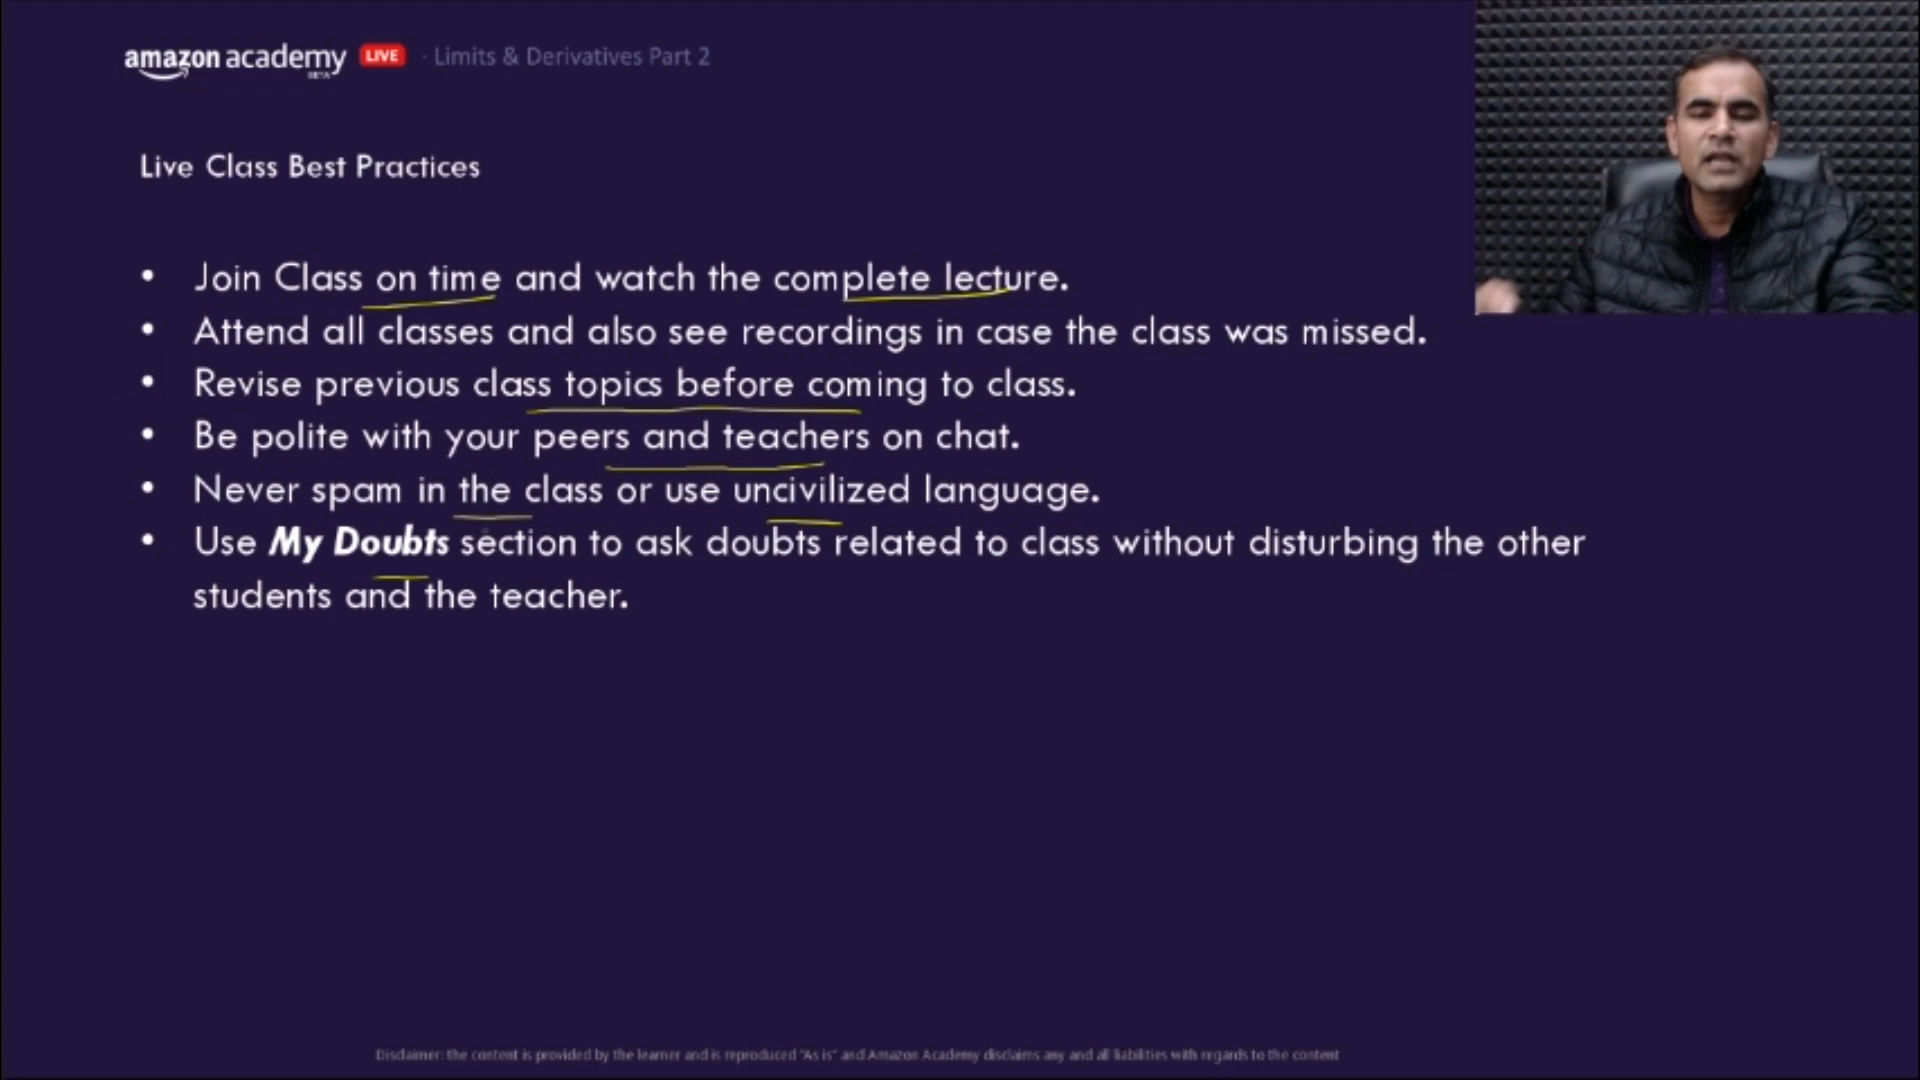 amazon academy LIVE · Limits & Derivatives Part 2
BETA
Live Class Best Practices
• Join Class on time and watch the complete lecture.
• Attend all classes and also see recordings in case the class was missed.
• Revise previous class topics before coming to class.
• Be polite with your peers and teachers on chat.
• Never spam in the class or use uncivilized language.
• Use My Doubts section to ask doubts related to class without disturbing the other
students and the teacher.
Disclaimer: the content is provided by the learner and is reproduced "As is" and Amazon Academy disclaims any and all liabilities with regards to the content